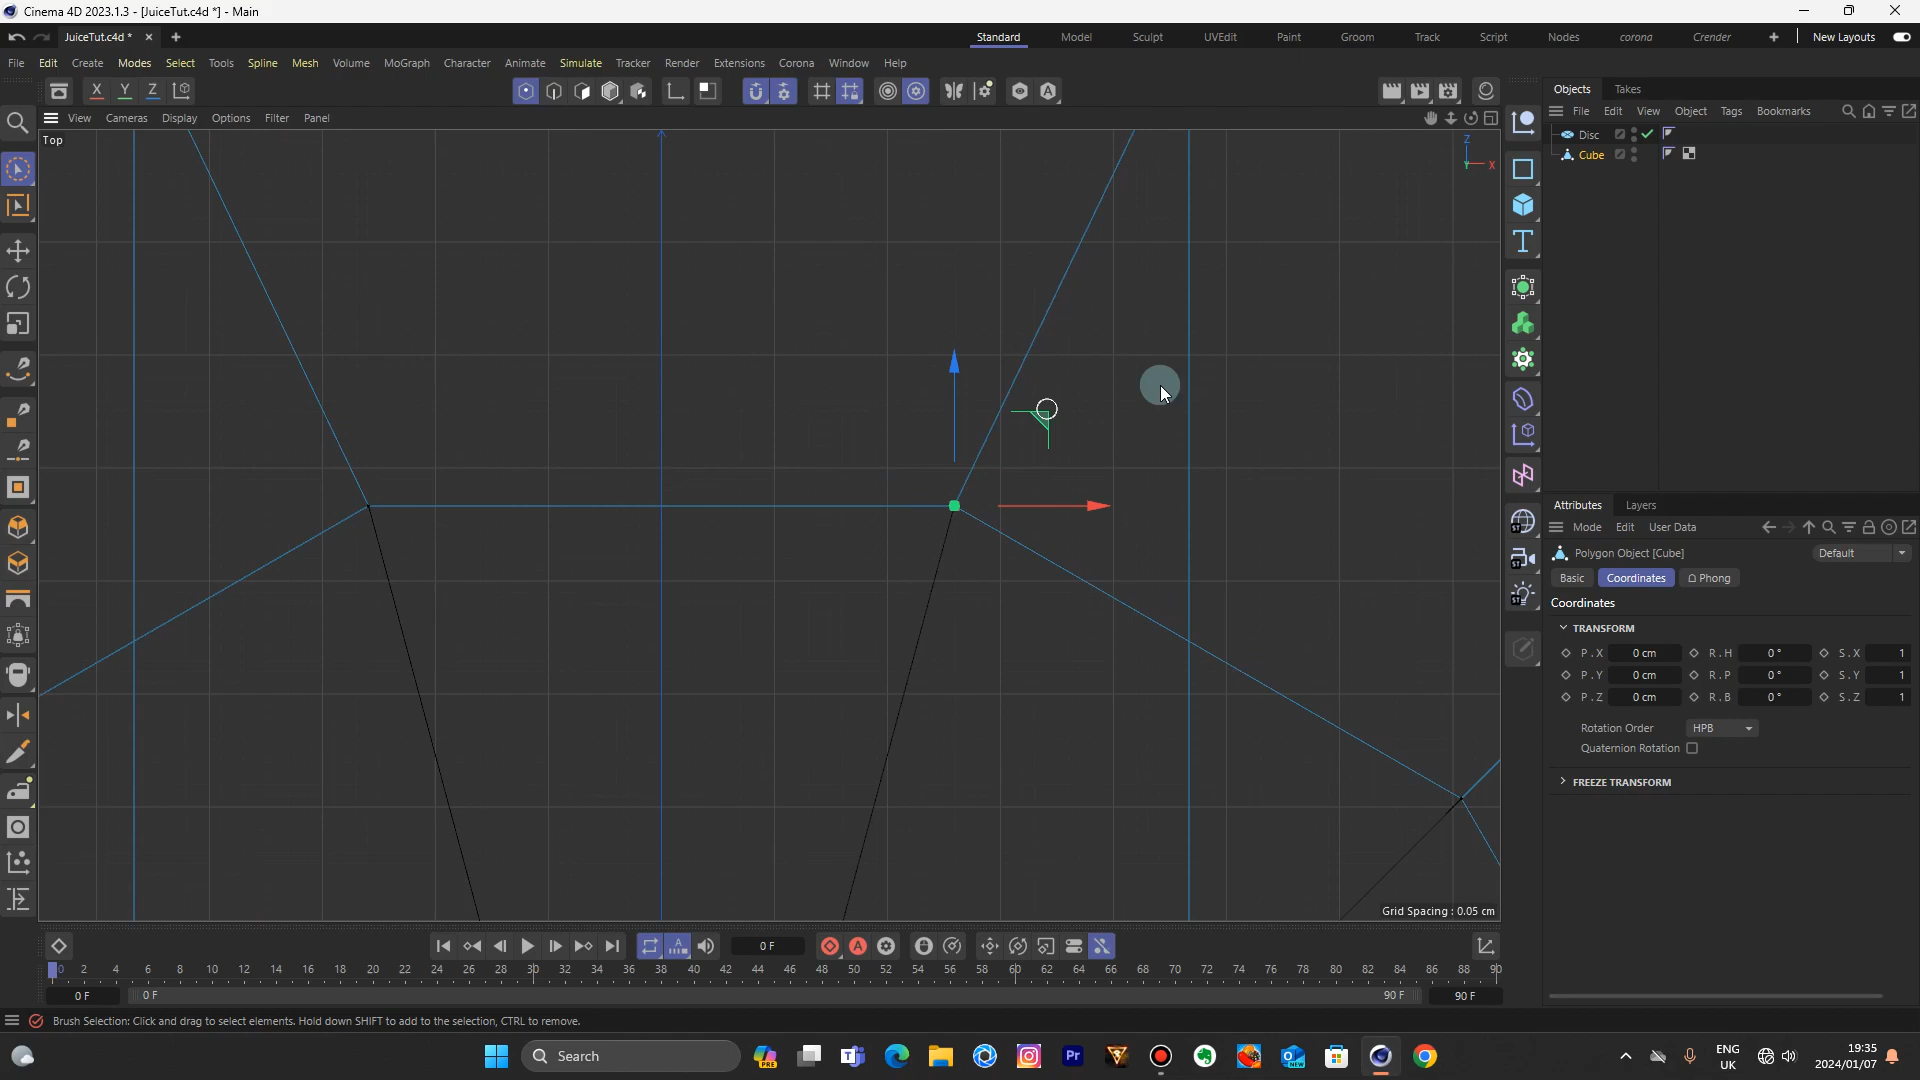 Cinema 4D 2023.1.3 - [JuiceTut.c4d *] - Main
JuiceTut.c4d *
Standard Model Sculpt UVEdit Paint Groom Track Script Nodes corona Crender New Layouts
File Edit Create Modes Select Tools Spline Mesh Volume MoGraph Character Animate Simulate Tracker Render Extensions Corona Window Help
X Y Z
Objects Takes
File Edit View Object Tags Bookmarks
View Cameras Display Options Filter Panel
Top
Z
Y X
Disc
Cube
Attributes Layers
Mode Edit User Data
Polygon Object [Cube] Default
Basic Coordinates Phong
Coordinates
TRANSFORM
P . X 0 cm R . H 0 ° S . X 1
P . Y 0 cm R . P 0 ° S . Y 1
P . Z 0 cm R . B 0 ° S . Z 1
Rotation Order HPB
Quaternion Rotation
FREEZE TRANSFORM
Grid Spacing : 0.05 cm
0 F
0 2 4 6 8 10 12 14 16 18 20 22 24 26 28 30 32 34 36 38 40 42 44 46 48 50 52 54 56 58 60 62 64 66 68 70 72 74 76 78 80 82 84 86 88 90
0 F 0 F 90 F 90 F
Brush Selection: Click and drag to select elements. Hold down SHIFT to add to the selection, CTRL to remove.
Search
ENG
UK
19:35
2024/01/07